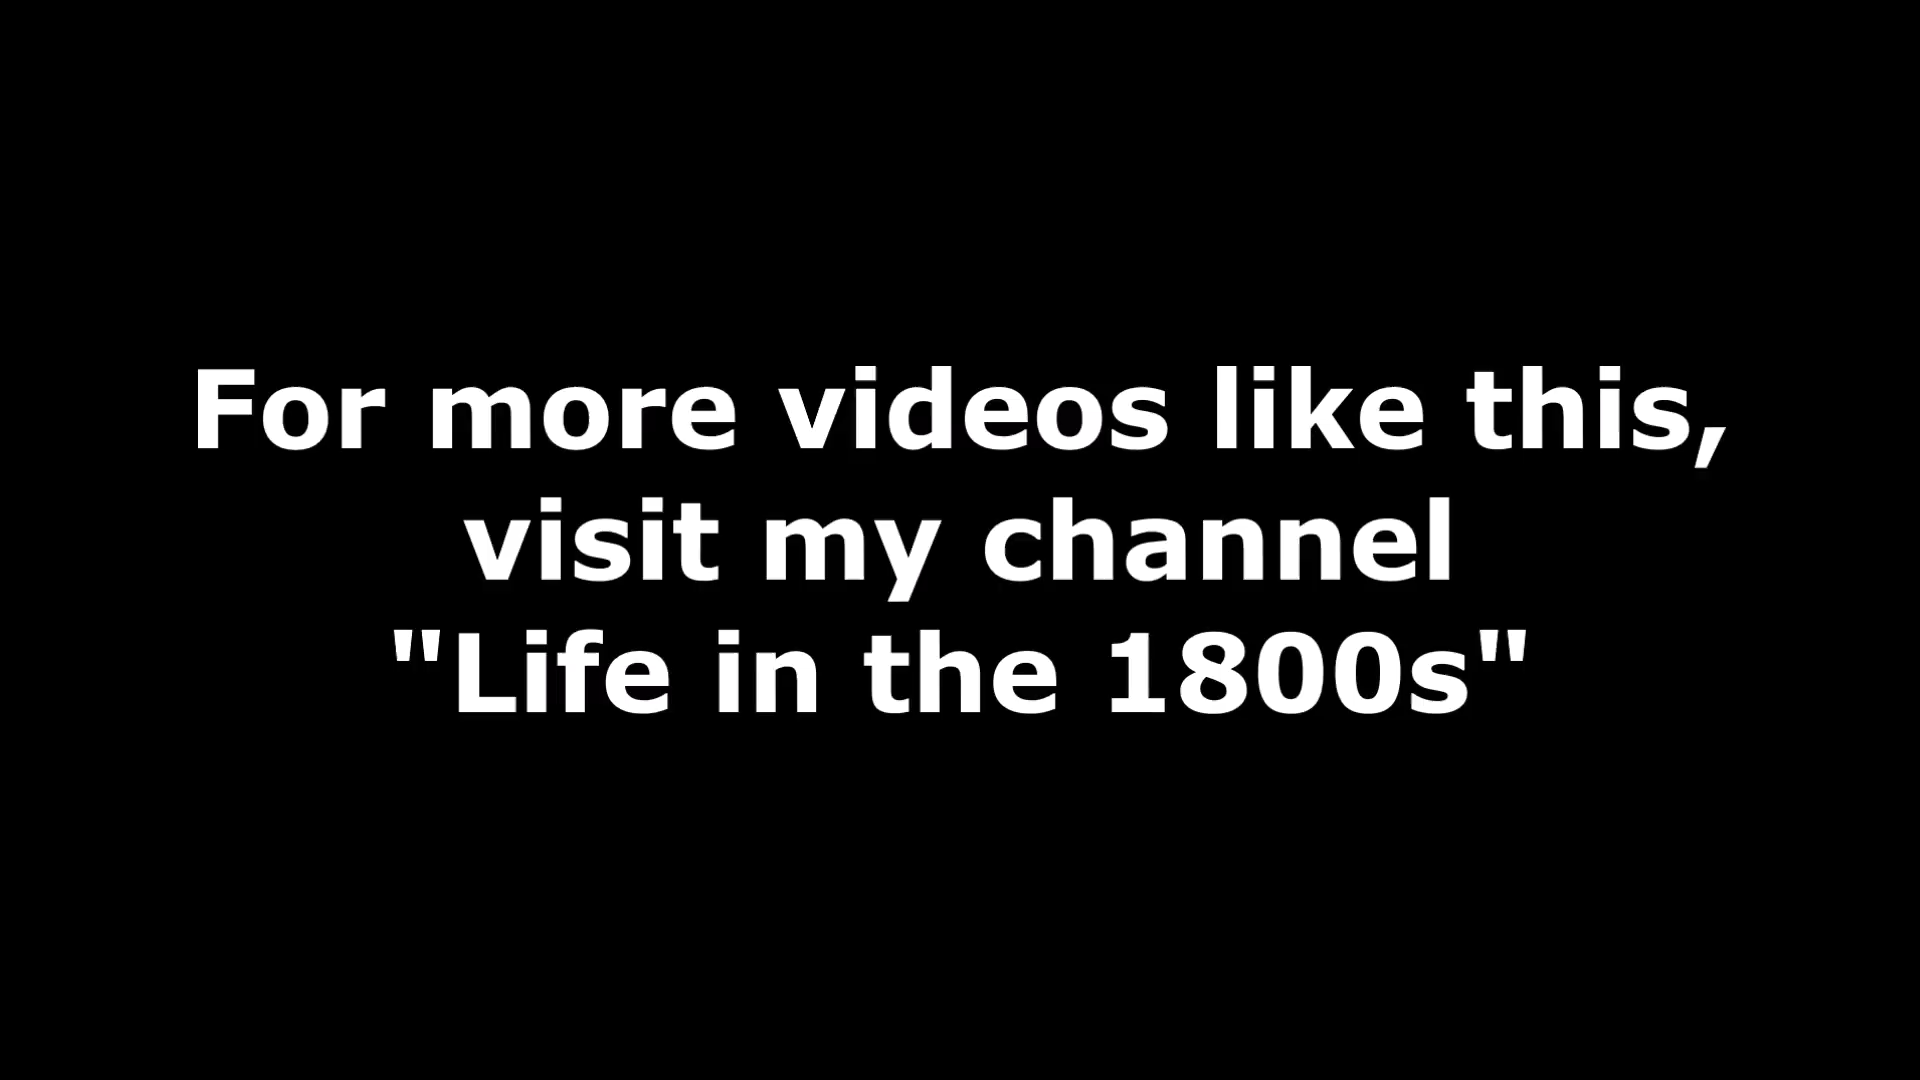 For more videos like this,
visit my channel
"Life in the 1800s"